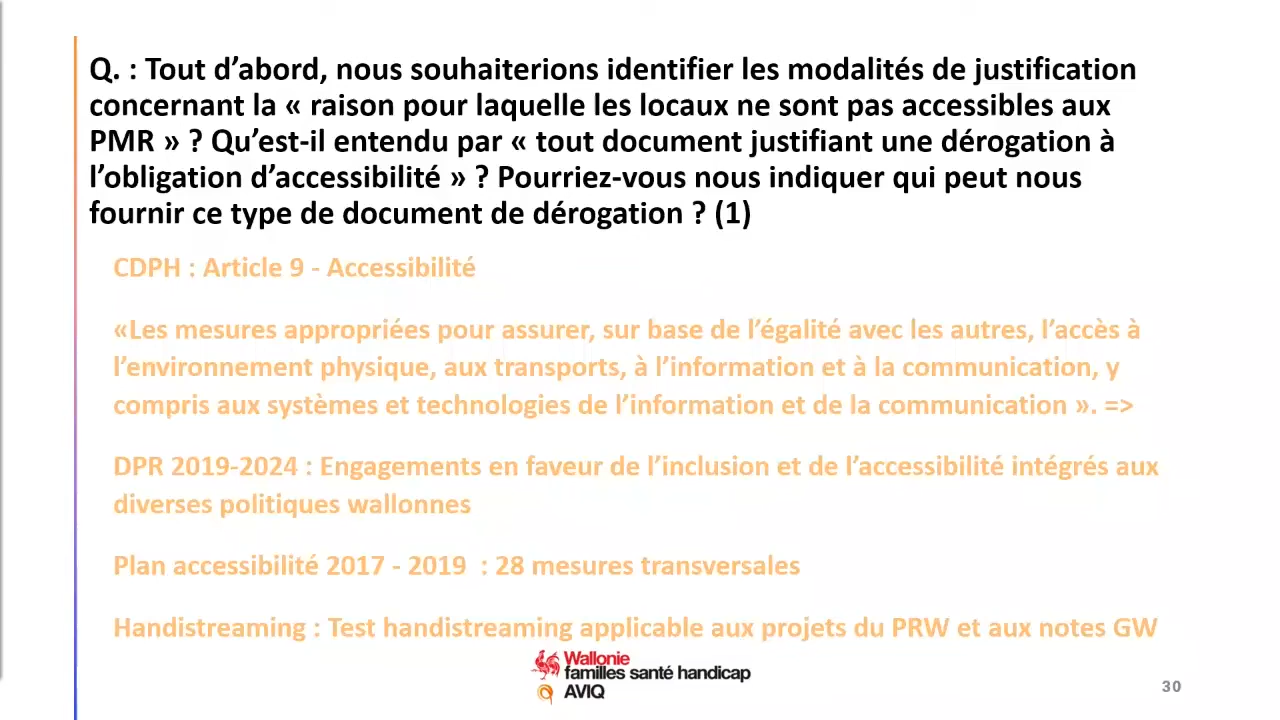 Q. : Tout d’abord, nous souhaiterions identifier les modalités de justification
concernant la « raison pour laquelle les locaux ne sont pas accessibles aux
PMR » ? Qu’est-il entendu par « tout document justifiant une dérogation à
l’obligation d’accessibilité » ? Pourriez-vous nous indiquer qui peut nous
fournir ce type de document de dérogation ? (1)
CDPH : Article 9 - Accessibilité
«Les mesures appropriées pour assurer, sur base de l’égalité avec les autres, l’accès à
l’environnement physique, aux transports, à l’information et à la communication, y
compris aux systèmes et technologies de l’information et de la communication ». =>
DPR 2019-2024 : Engagements en faveur de l’inclusion et de l’accessibilité intégrés aux
diverses politiques wallonnes
Plan accessibilité 2017 - 2019  : 28 mesures transversales
Handistreaming : Test handistreaming applicable aux projets du PRW et aux notes GW
Wallonie
familles santé handicap
AVIQ
30